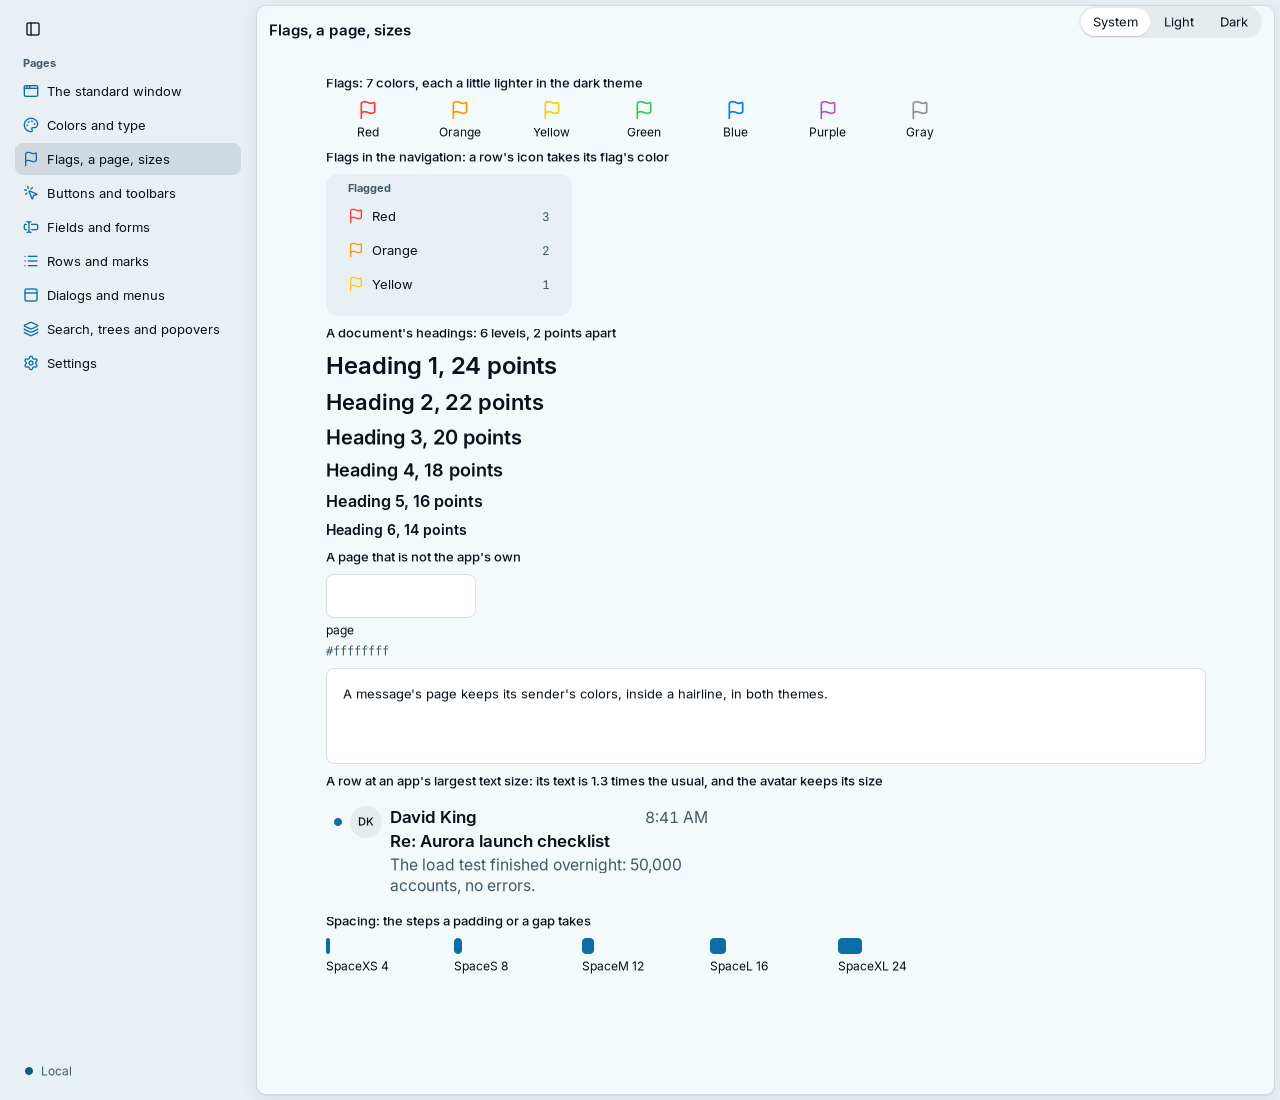 Flags, a page, sizes
System
Light
Dark
Pages
The standard window
Colors and type
Flags, a page, sizes
Buttons and toolbars
Fields and forms
Rows and marks
Dialogs and menus
Search, trees and popovers
Settings
Local
Flags: 7 colors, each a little lighter in the dark theme
Red
Orange
Yellow
Green
Blue
Purple
Gray
Flags in the navigation: a row's icon takes its flag's color
Flagged
Red 3
Orange 2
Yellow 1
A document's headings: 6 levels, 2 points apart
Heading 1, 24 points
Heading 2, 22 points
Heading 3, 20 points
Heading 4, 18 points
Heading 5, 16 points
Heading 6, 14 points
A page that is not the app's own
page
#ffffffff
A message's page keeps its sender's colors, inside a hairline, in both themes.
A row at an app's largest text size: its text is 1.3 times the usual, and the avatar keeps its size
DK
David King 8:41 AM
Re: Aurora launch checklist
The load test finished overnight: 50,000
accounts, no errors.
Spacing: the steps a padding or a gap takes
SpaceXS 4
SpaceS 8
SpaceM 12
SpaceL 16
SpaceXL 24